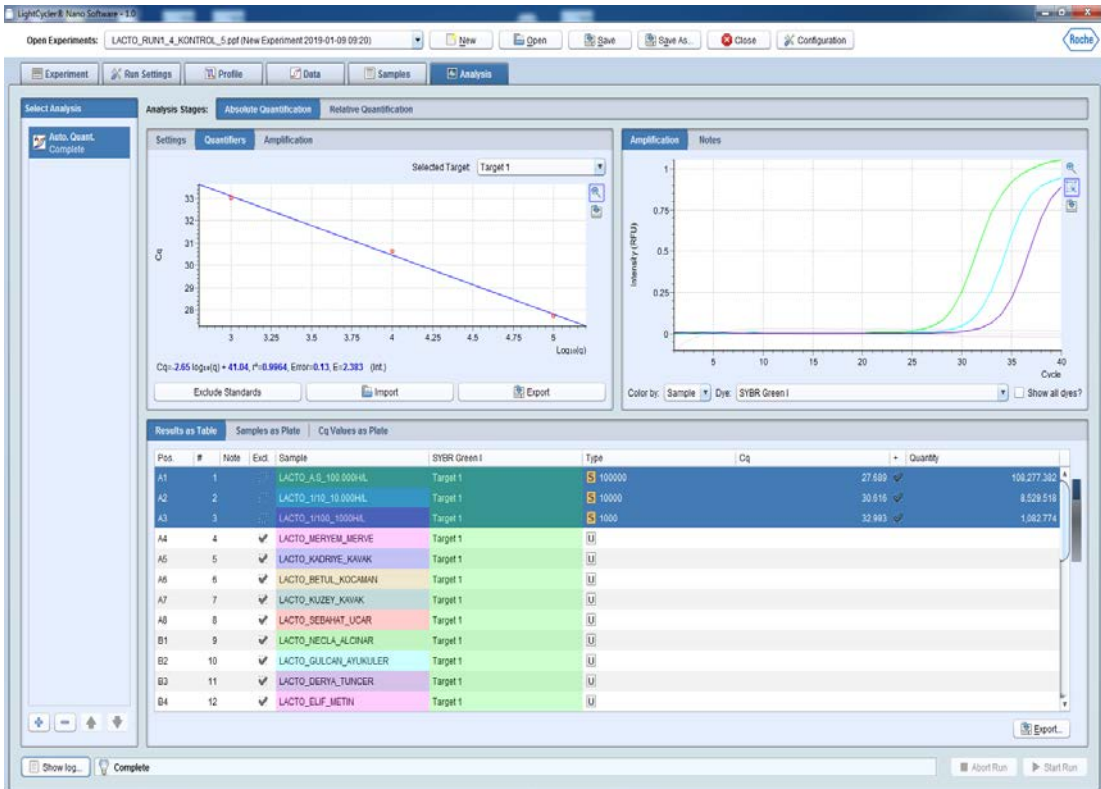 LightCycler® Nano Software - 1.0
Open Experiments: LACTO_RUN1_4_KONTROL_5.ppf (New Experiment 2019-01-09 09:20) New Open Save Save As... Close Configuration Roche
Experiment Run Settings Profile Data Samples Analysis
Select Analysis
Auto. Quant.
Complete
Analysis Stages: Absolute Quantification Relative Quantification
Settings Quantifiers Amplification
Selected Target: Target 1
Cq
33
32
31
30
29
28
3 3.25 3.5 3.75 4 4.25 4.5 4.75 5
Log₁₀(q)
Cq=-2.65 log₁₀(q) + 41.04, r²=0.9964, Error=0.13, E=2.383 (Int.)
Exclude Standards Import Export
Amplification Notes
Intensity (RFU)
1
0.75
0.5
0.25
0
5 10 15 20 25 30 35 40
Cycle
Color by: Sample Dye: SYBR Green I Show all dyes?
Results as Table Samples as Plate Cq Values as Plate
Pos. # Note Excl. Sample SYBR Green I Type Cq + Quantity
A1 1 LACTO_A.G_100.000H/L Target 1 S 100000 27.689 108,277.382
A2 2 LACTO_1/10_10.000H/L Target 1 S 10000 30.616 8,529.518
A3 3 LACTO_1/100_1000H/L Target 1 S 1000 32.993 1,082.774
A4 4 LACTO_MERYEM_MERVE Target 1 U
A5 5 LACTO_KADRIYE_KAVAK Target 1 U
A6 6 LACTO_BETUL_KOCAMAN Target 1 U
A7 7 LACTO_KUZEY_KAVAK Target 1 U
A8 8 LACTO_SEBAHAT_UCAR Target 1 U
B1 9 LACTO_NECLA_ALCINAR Target 1 U
B2 10 LACTO_GULCAN_AYUKULER Target 1 U
B3 11 LACTO_DERYA_TUNCER Target 1 U
B4 12 LACTO_ELIF_METIN Target 1 U
Export...
Show log... Complete Abort Run Start Run